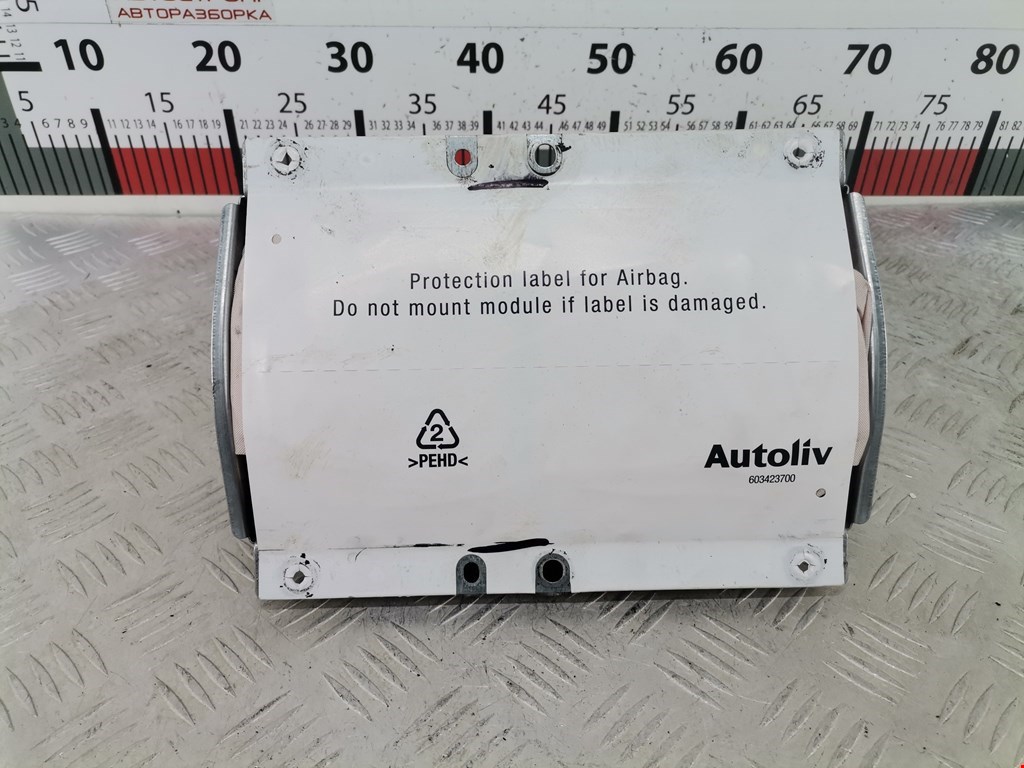 АВТОРАЗБОРКА
10 20 30 40 50 60 70 80
5 15 25 35 45 55 65 75
Protection label for Airbag.
Do not mount module if label is damaged.
2
>PEHD<
Autoliv
603423700